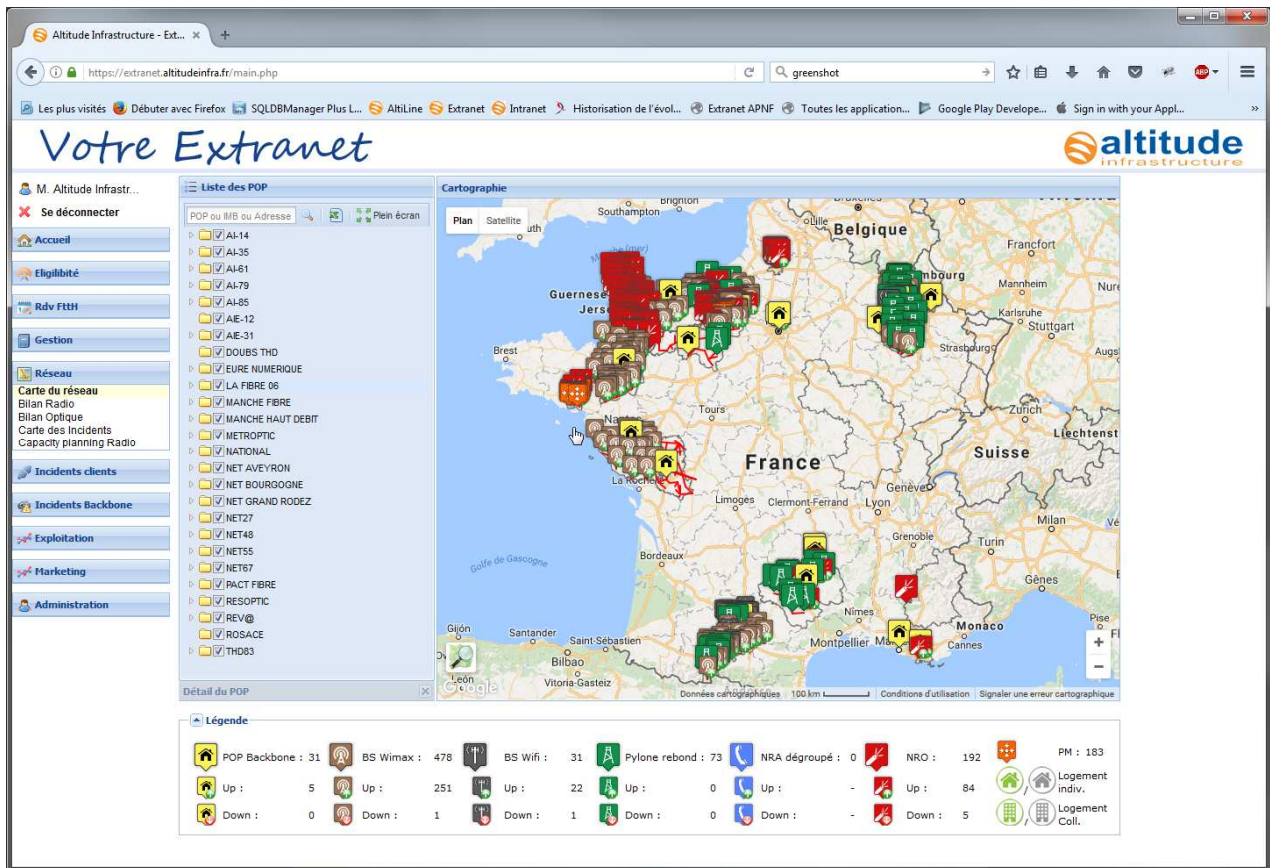 Altitude Infrastructure - Ext...
https://extranet.altitudeinfra.fr/main.php
greenshot
ABP
Les plus visités
Débuter avec Firefox
SQLDBManager Plus L...
AltiLine
Extranet
Intranet
Historisation de l'évol...
Extranet APNF
Toutes les application...
Google Play Develope...
Sign in with your Appl...
Votre Extranet
altitude
infrastructure
M. Altitude Infrastr...
Se déconnecter
Accueil
Eligilibité
Rdv FttH
Gestion
Réseau
Carte du réseau
Bilan Radio
Bilan Optique
Carte des Incidents
Capacity planning Radio
Incidents clients
Incidents Backbone
Exploitation
Marketing
Administration
Liste des POP
POP ou IMB ou Adresse
Plein écran
AI-14
AI-35
AI-61
AI-79
AI-85
AIE-12
AIE-31
DOUBS THD
EURE NUMERIQUE
LA FIBRE 06
MANCHE FIBRE
MANCHE HAUT DEBIT
METROPTIC
NATIONAL
NET AVEYRON
NET BOURGOGNE
NET GRAND RODEZ
NET27
NET48
NET55
NET67
PACT FIBRE
RESOPTIC
REV@
ROSACE
THD83
Détail du POP
Cartographie
Plan
Satellite
Brighton
Southampton
Lille
Belgique
Francfort
Mannheim
Guernese
Jers
Karlsruhe
Stuttgart
Strasbourg
Augs
Brest
Nantes
Tours
Zurich
Liechtenst
Suisse
France
La Roche
Limoges
Clermont-Ferrand
Lyon
Genève
Milan
Grenoble
Turin
Bordeaux
Golfe de Gascogne
Gênes
Nîmes
Monaco
Pise
Montpellier
Cannes
Gijón
Santander
Saint-Sébastien
Bilbao
León
Vitoria-Gasteiz
Google
Données cartographiques
100 km
Conditions d'utilisation
Signaler une erreur cartographique
Légende
POP Backbone : 31
BS Wimax : 478
BS Wifi : 31
Pylone rebond : 73
NRA dégroupé : 0
NRO : 192
PM : 183
Up : 5
Up : 251
Up : 22
Up : 0
Up : -
Up : 84
Logement indiv.
Down : 0
Down : 1
Down : 1
Down : 0
Down : -
Down : 5
Logement Coll.